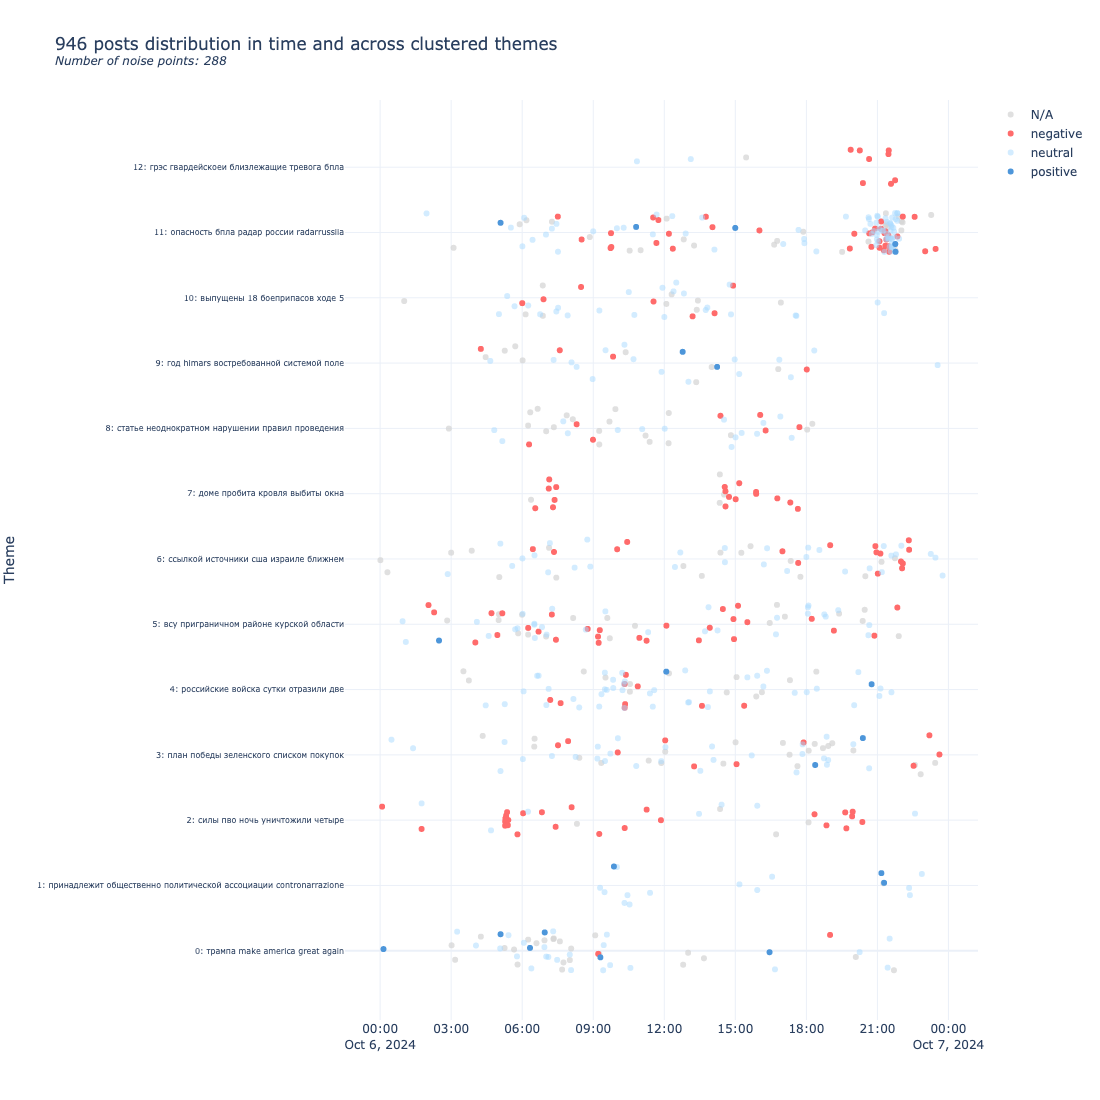 946 posts distribution in time and across clustered themes
Number of noise points: 288
N/A
negative
neutral
positive
Theme
12: грэс гвардейскоеи близлежащие тревога бпла
11: опасность бпла радар россии radarrussiia
10: выпущены 18 боеприпасов ходе 5
9: год himars востребованной системой поле
8: статье неоднократном нарушении правил проведения
7: доме пробита кровля выбиты окна
6: ссылкой источники сша израиле ближнем
5: всу приграничном районе курской области
4: российские войска сутки отразили две
3: план победы зеленского списком покупок
2: силы пво ночь уничтожили четыре
1: принадлежит общественно политической ассоциации contronarrazione
0: трампа make america great again
00:00 03:00 06:00 09:00 12:00 15:00 18:00 21:00 00:00
Oct 6, 2024 Oct 7, 2024